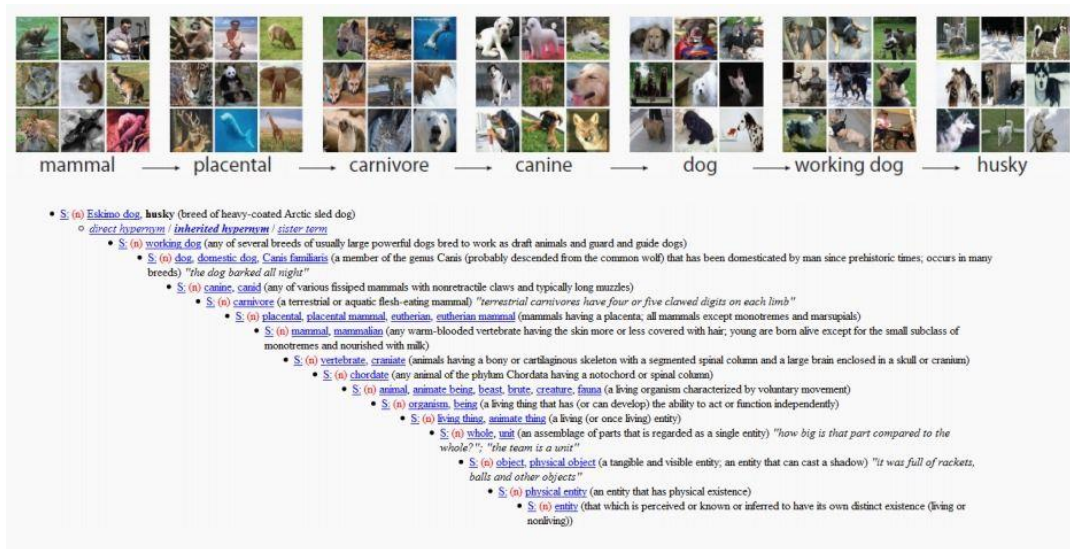 mammal → placental → carnivore → canine → dog → working dog → husky
• S: (n) Eskimo dog, husky (breed of heavy-coated Arctic sled dog)
○ direct hypernym / inherited hypernym / sister term
• S: (n) working dog (any of several breeds of usually large powerful dogs bred to work as draft animals and guard and guide dogs)
• S: (n) dog, domestic dog, Canis familiaris (a member of the genus Canis (probably descended from the common wolf) that has been domesticated by man since prehistoric times; occurs in many
breeds) "the dog barked all night"
• S: (n) canine, canid (any of various fissiped mammals with nonretractile claws and typically long muzzles)
• S: (n) carnivore (a terrestrial or aquatic flesh-eating mammal) "terrestrial carnivores have four or five clawed digits on each limb"
• S: (n) placental, placental mammal, eutherian, eutherian mammal (mammals having a placenta; all mammals except monotremes and marsupials)
• S: (n) mammal, mammalian (any warm-blooded vertebrate having the skin more or less covered with hair; young are born alive except for the small subclass of
monotremes and nourished with milk)
• S: (n) vertebrate, craniate (animals having a bony or cartilaginous skeleton with a segmented spinal column and a large brain enclosed in a skull or cranium)
• S: (n) chordate (any animal of the phylum Chordata having a notochord or spinal column)
• S: (n) animal, animate being, beast, brute, creature, fauna (a living organism characterized by voluntary movement)
• S: (n) organism, being (a living thing that has (or can develop) the ability to act or function independently)
• S: (n) living thing, animate thing (a living (or once living) entity)
• S: (n) whole, unit (an assemblage of parts that is regarded as a single entity) "how big is that part compared to the
whole?"; "the team is a unit"
• S: (n) object, physical object (a tangible and visible entity; an entity that can cast a shadow) "it was full of rackets,
balls and other objects"
• S: (n) physical entity (an entity that has physical existence)
• S: (n) entity (that which is perceived or known or inferred to have its own distinct existence (living or
nonliving))